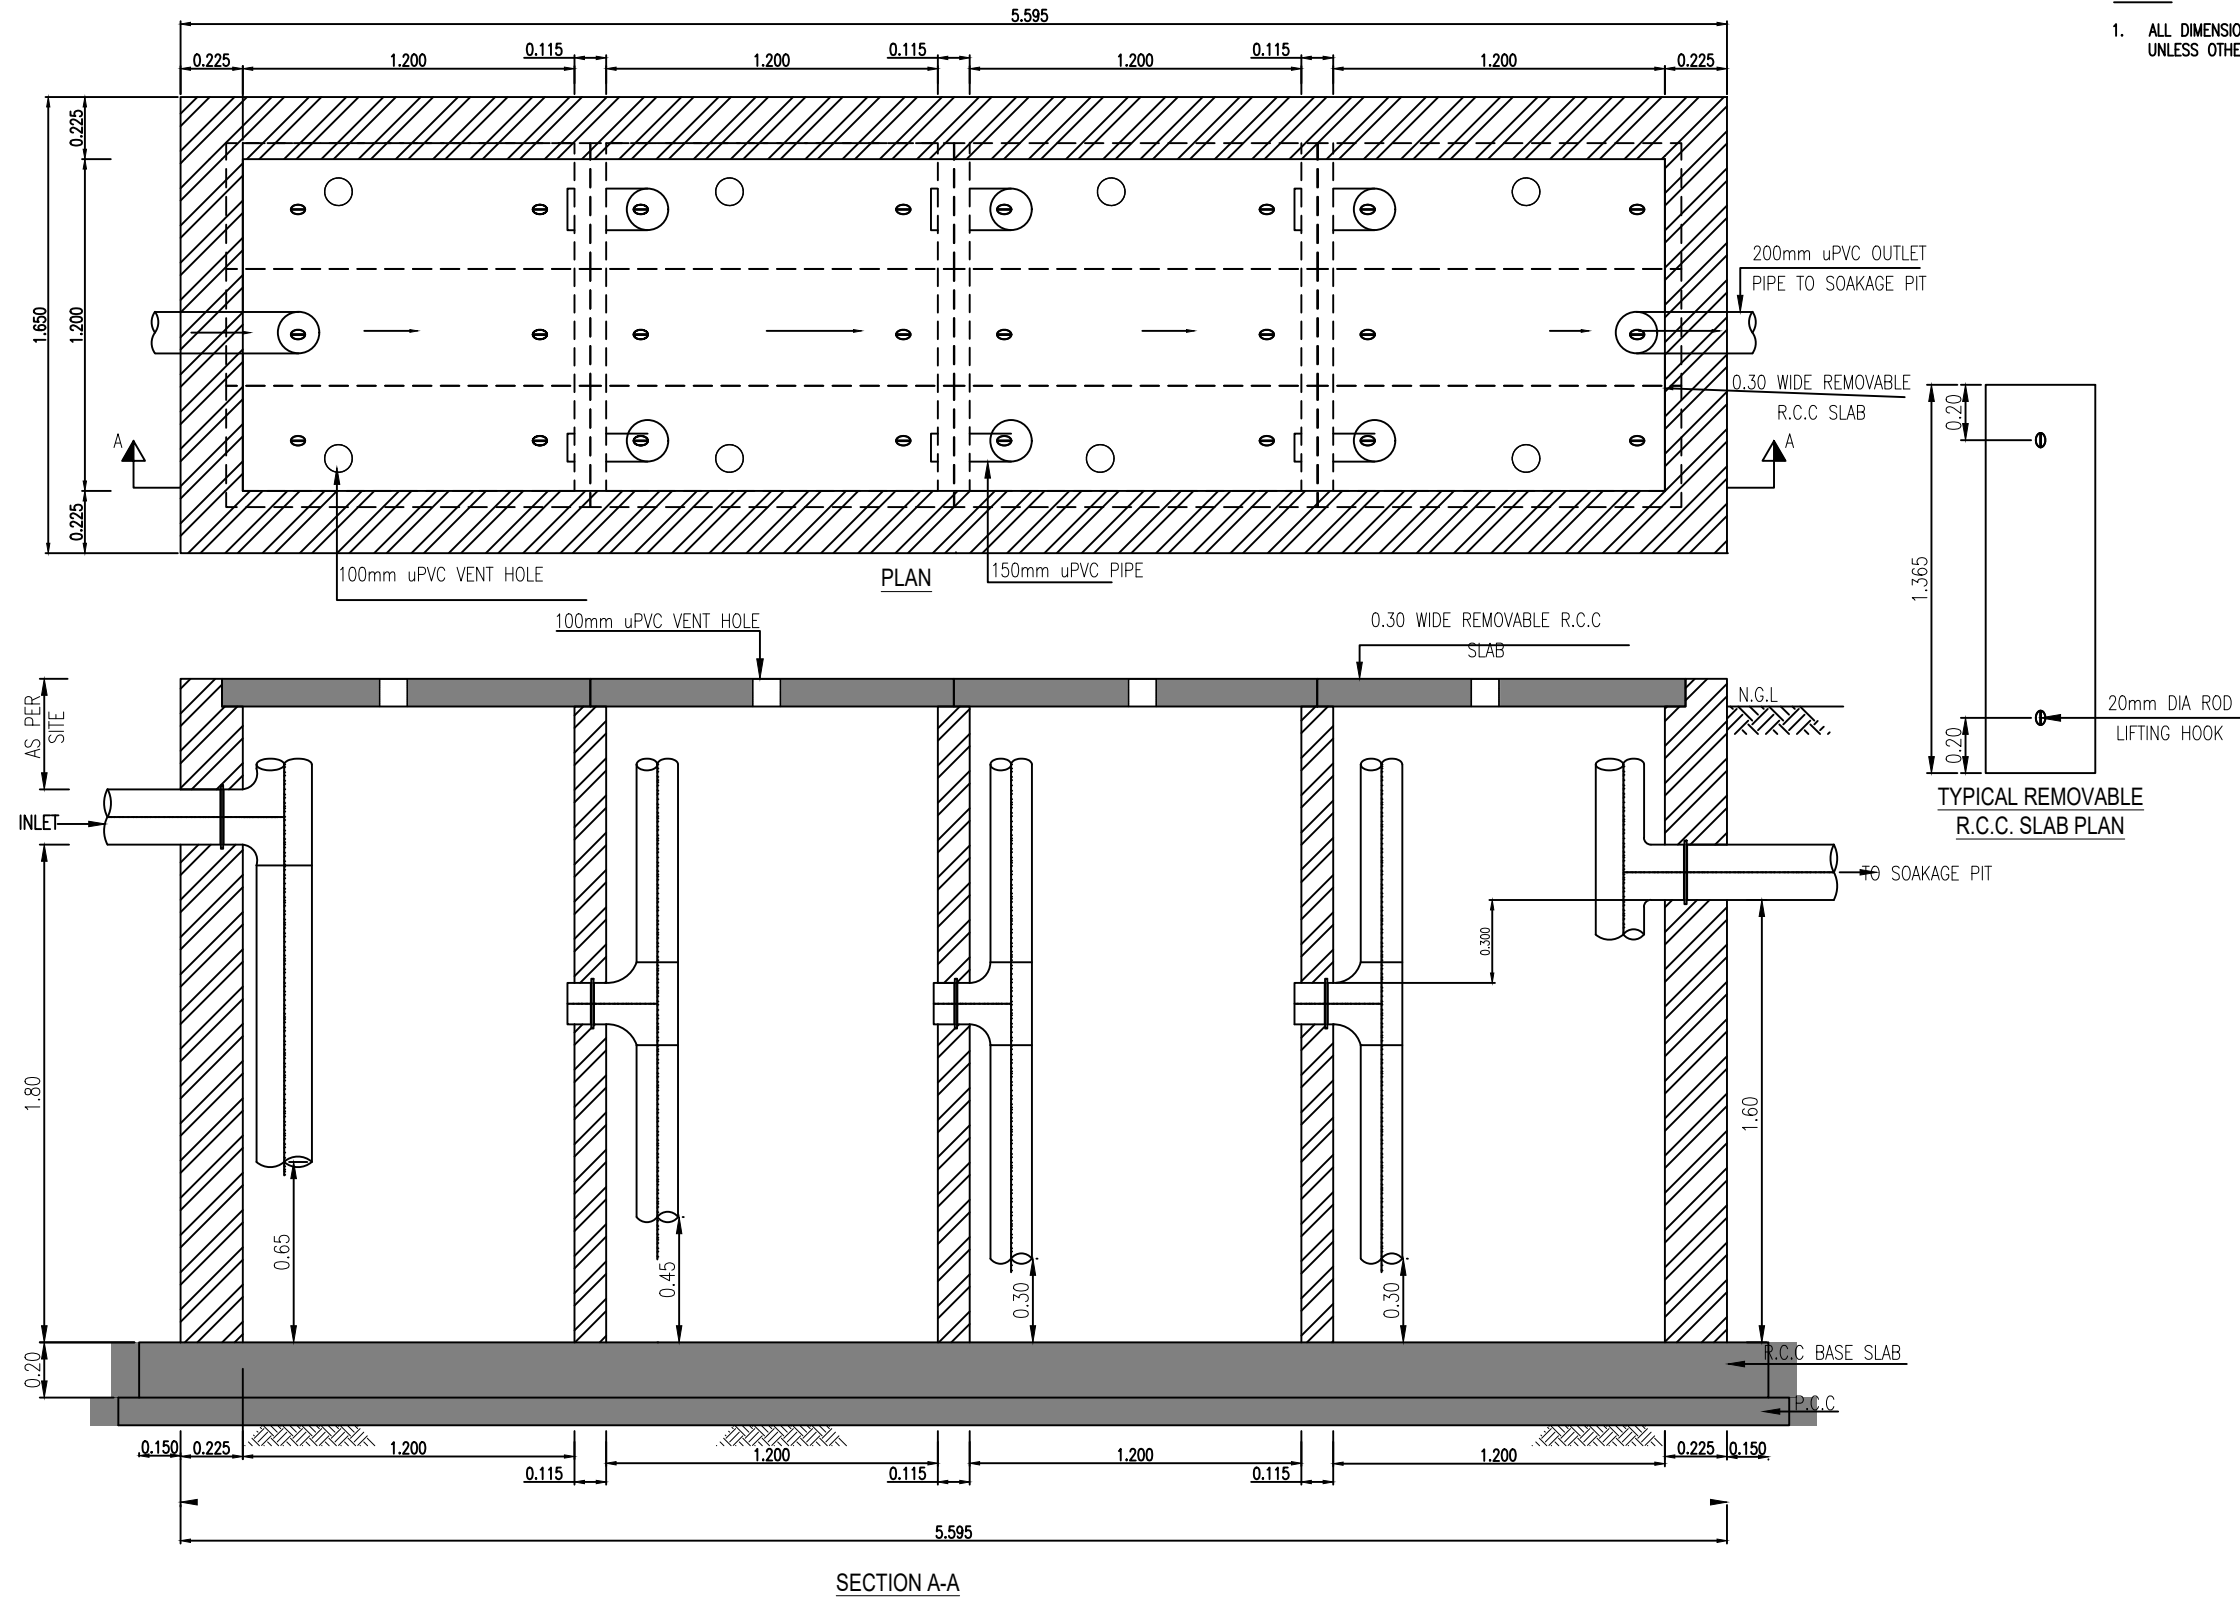 5.595
0.225
1.200
0.115
1.200
0.115
1.200
0.115
1.200
0.225
1. ALL DIMENSIO
UNLESS OTHE
0.225
1.650
1.200
0.225
A
A
200mm uPVC OUTLET
PIPE TO SOAKAGE PIT
0.30 WIDE REMOVABLE
R.C.C SLAB
100mm uPVC VENT HOLE
PLAN
150mm uPVC PIPE
0.20
1.365
0.20
20mm DIA ROD
LIFTING HOOK
TYPICAL REMOVABLE
R.C.C. SLAB PLAN
100mm uPVC VENT HOLE
0.30 WIDE REMOVABLE R.C.C
SLAB
AS PER
SITE
N.G.L
INLET
TO SOAKAGE PIT
0.300
1.80
0.65
0.45
0.30
0.30
1.60
0.20
R.C.C BASE SLAB
P.C.C
0.150
0.225
1.200
0.115
1.200
0.115
1.200
0.115
1.200
0.225
0.150
5.595
SECTION A-A